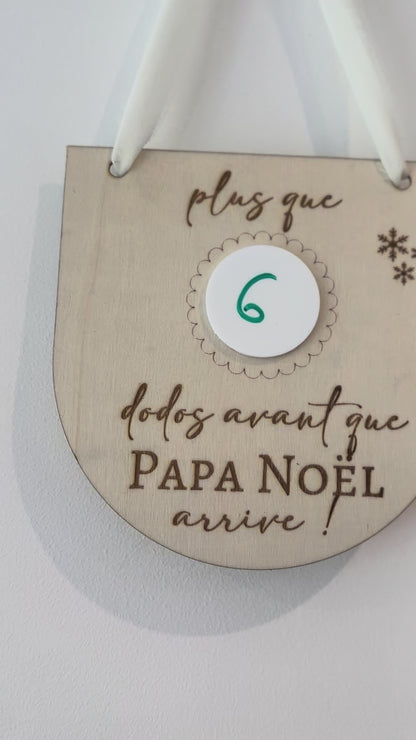 plus que
6
dodos avant que
PAPA NOËL
arrive !